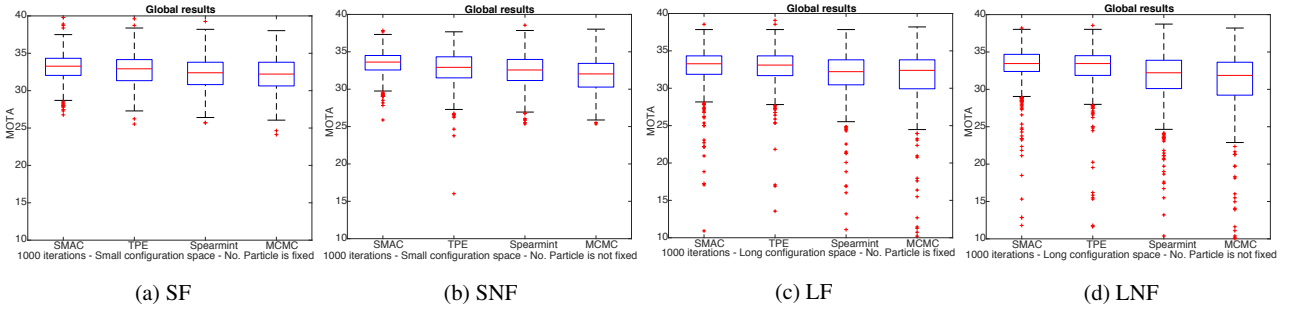 Global results
MOTA
40
35
30
25
20
15
10
SMAC TPE Spearmint MCMC
1000 iterations - Small configuration space - No. Particle is fixed
(a) SF
Global results
MOTA
40
35
30
25
20
15
10
SMAC TPE Spearmint MCMC
1000 iterations - Small configuration space - No. Particle is not fixed
(b) SNF
Global results
MOTA
40
35
30
25
20
15
10
SMAC TPE Spearmint MCMC
1000 iterations - Long configuration space - No. Particle is fixed
(c) LF
Global results
MOTA
40
35
30
25
20
15
10
SMAC TPE Spearmint MCMC
1000 iterations - Long configuration space - No. Particle is not fixed
(d) LNF